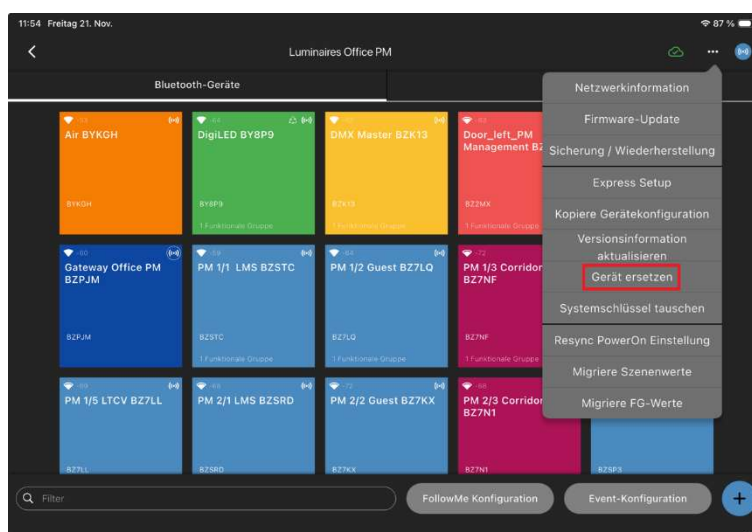 11:54 Freitag 21. Nov.
87 %
Luminaires Office PM
Bluetooth-Geräte
Netzwerkinformation
Firmware-Update
Sicherung / Wiederherstellung
Express Setup
Kopiere Gerätekonfiguration
Versionsinformation
aktualisieren
Gerät ersetzen
Systemschlüssel tauschen
Resync PowerOn Einstellung
Migriere Szenenwerte
Migriere FG-Werte
Air BYKGH
BYKGH
DigiLED BY8P9
BY8P9
1 Funktionale Gruppe
DMX Master BZK13
BZK13
1 Funktionale Gruppe
Door_left_PM
Management BZ
BZ2MX
1 Funktionale Gruppe
-60
Gateway Office PM
BZPJM
BZPJM
PM 1/1 LMS BZSTC
BZSTC
1 Funktionale Gruppe
PM 1/2 Guest BZ7LQ
BZ7LQ
1 Funktionale Gruppe
-72
PM 1/3 Corridor
BZ7NF
BZ7NF
1 Funktionale Gruppe
PM 1/5 LTCV BZ7LL
BZ7LL
PM 2/1 LMS BZSRD
BZSRD
-72
PM 2/2 Guest BZ7KX
BZ7KX
PM 2/3 Corridor
BZ7N1
BZ7N1
BZSP3
Filter
FollowMe Konfiguration
Event-Konfiguration
+